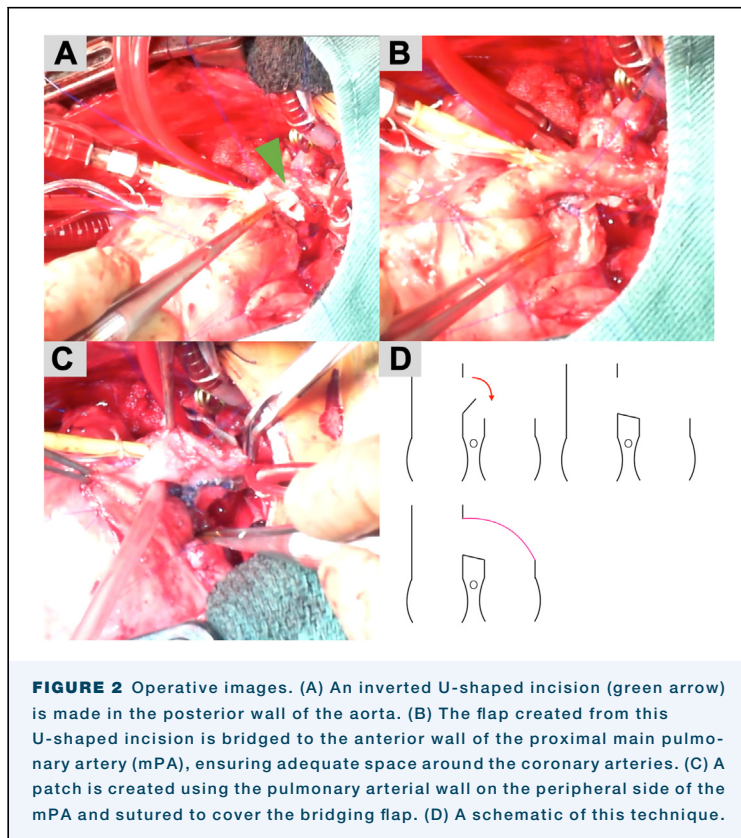 A
B
C
D
FIGURE 2 Operative images. (A) An inverted U-shaped incision (green arrow)
is made in the posterior wall of the aorta. (B) The flap created from this
U-shaped incision is bridged to the anterior wall of the proximal main pulmo-
nary artery (mPA), ensuring adequate space around the coronary arteries. (C) A
patch is created using the pulmonary arterial wall on the peripheral side of the
mPA and sutured to cover the bridging flap. (D) A schematic of this technique.